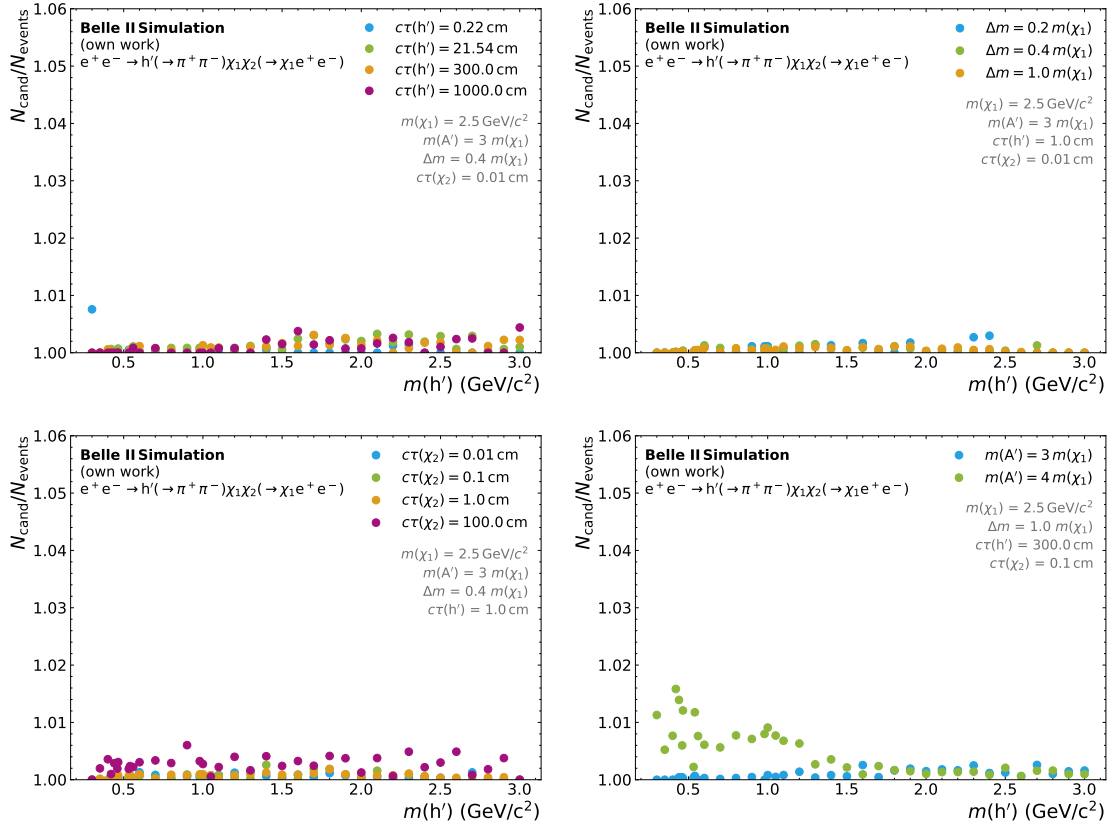 Belle II Simulation
(own work)
e⁺e⁻ → h′(→ π⁺π⁻)χ₁χ₂(→ χ₁e⁺e⁻)
cτ(h′) = 0.22 cm
cτ(h′) = 21.54 cm
cτ(h′) = 300.0 cm
cτ(h′) = 1000.0 cm
m(χ₁) = 2.5 GeV/c²
m(A′) = 3 m(χ₁)
Δm = 0.4 m(χ₁)
cτ(χ₂) = 0.01 cm
N_cand/N_events
1.06
1.05
1.04
1.03
1.02
1.01
1.00
0.5 1.0 1.5 2.0 2.5 3.0
m(h′) (GeV/c²)
Belle II Simulation
(own work)
e⁺e⁻ → h′(→ π⁺π⁻)χ₁χ₂(→ χ₁e⁺e⁻)
Δm = 0.2 m(χ₁)
Δm = 0.4 m(χ₁)
Δm = 1.0 m(χ₁)
m(χ₁) = 2.5 GeV/c²
m(A′) = 3 m(χ₁)
cτ(h′) = 1.0 cm
cτ(χ₂) = 0.01 cm
N_cand/N_events
1.06
1.05
1.04
1.03
1.02
1.01
1.00
0.5 1.0 1.5 2.0 2.5 3.0
m(h′) (GeV/c²)
Belle II Simulation
(own work)
e⁺e⁻ → h′(→ π⁺π⁻)χ₁χ₂(→ χ₁e⁺e⁻)
cτ(χ₂) = 0.01 cm
cτ(χ₂) = 0.1 cm
cτ(χ₂) = 1.0 cm
cτ(χ₂) = 100.0 cm
m(χ₁) = 2.5 GeV/c²
m(A′) = 3 m(χ₁)
Δm = 0.4 m(χ₁)
cτ(h′) = 1.0 cm
N_cand/N_events
1.06
1.05
1.04
1.03
1.02
1.01
1.00
0.5 1.0 1.5 2.0 2.5 3.0
m(h′) (GeV/c²)
Belle II Simulation
(own work)
e⁺e⁻ → h′(→ π⁺π⁻)χ₁χ₂(→ χ₁e⁺e⁻)
m(A′) = 3 m(χ₁)
m(A′) = 4 m(χ₁)
m(χ₁) = 2.5 GeV/c²
Δm = 1.0 m(χ₁)
cτ(h′) = 300.0 cm
cτ(χ₂) = 0.1 cm
N_cand/N_events
1.06
1.05
1.04
1.03
1.02
1.01
1.00
0.5 1.0 1.5 2.0 2.5 3.0
m(h′) (GeV/c²)